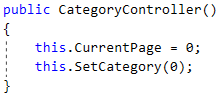 public CategoryController()
{
    this.CurrentPage = 0;
    this.SetCategory(0);
}